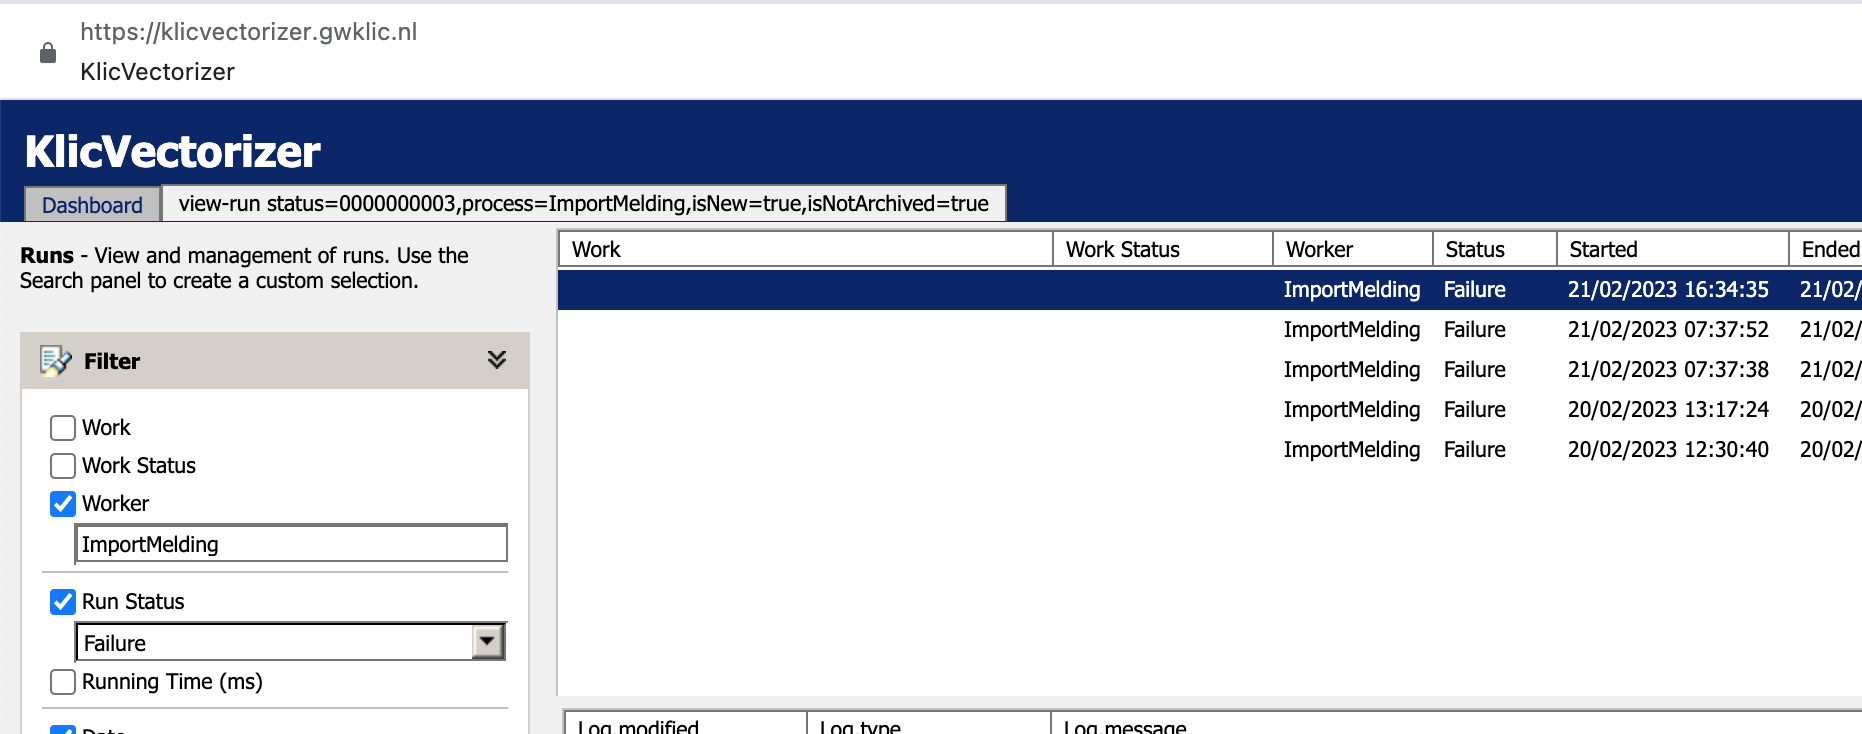 https://klicvectorizer.gwklic.nl
KlicVectorizer
KlicVectorizer
Dashboard
view-run status=0000000003,process=ImportMelding,isNew=true,isNotArchived=true
Runs - View and management of runs. Use the
Search panel to create a custom selection.
Filter
Work
Work Status
Worker
ImportMelding
Run Status
Failure
Running Time (ms)
Date
Work Work Status Worker Status Started Ended
ImportMelding Failure 21/02/2023 16:34:35 21/02/
ImportMelding Failure 21/02/2023 07:37:52 21/02/
ImportMelding Failure 21/02/2023 07:37:38 21/02/
ImportMelding Failure 20/02/2023 13:17:24 20/02/
ImportMelding Failure 20/02/2023 12:30:40 20/02/
Log.modified Log.type Log.message